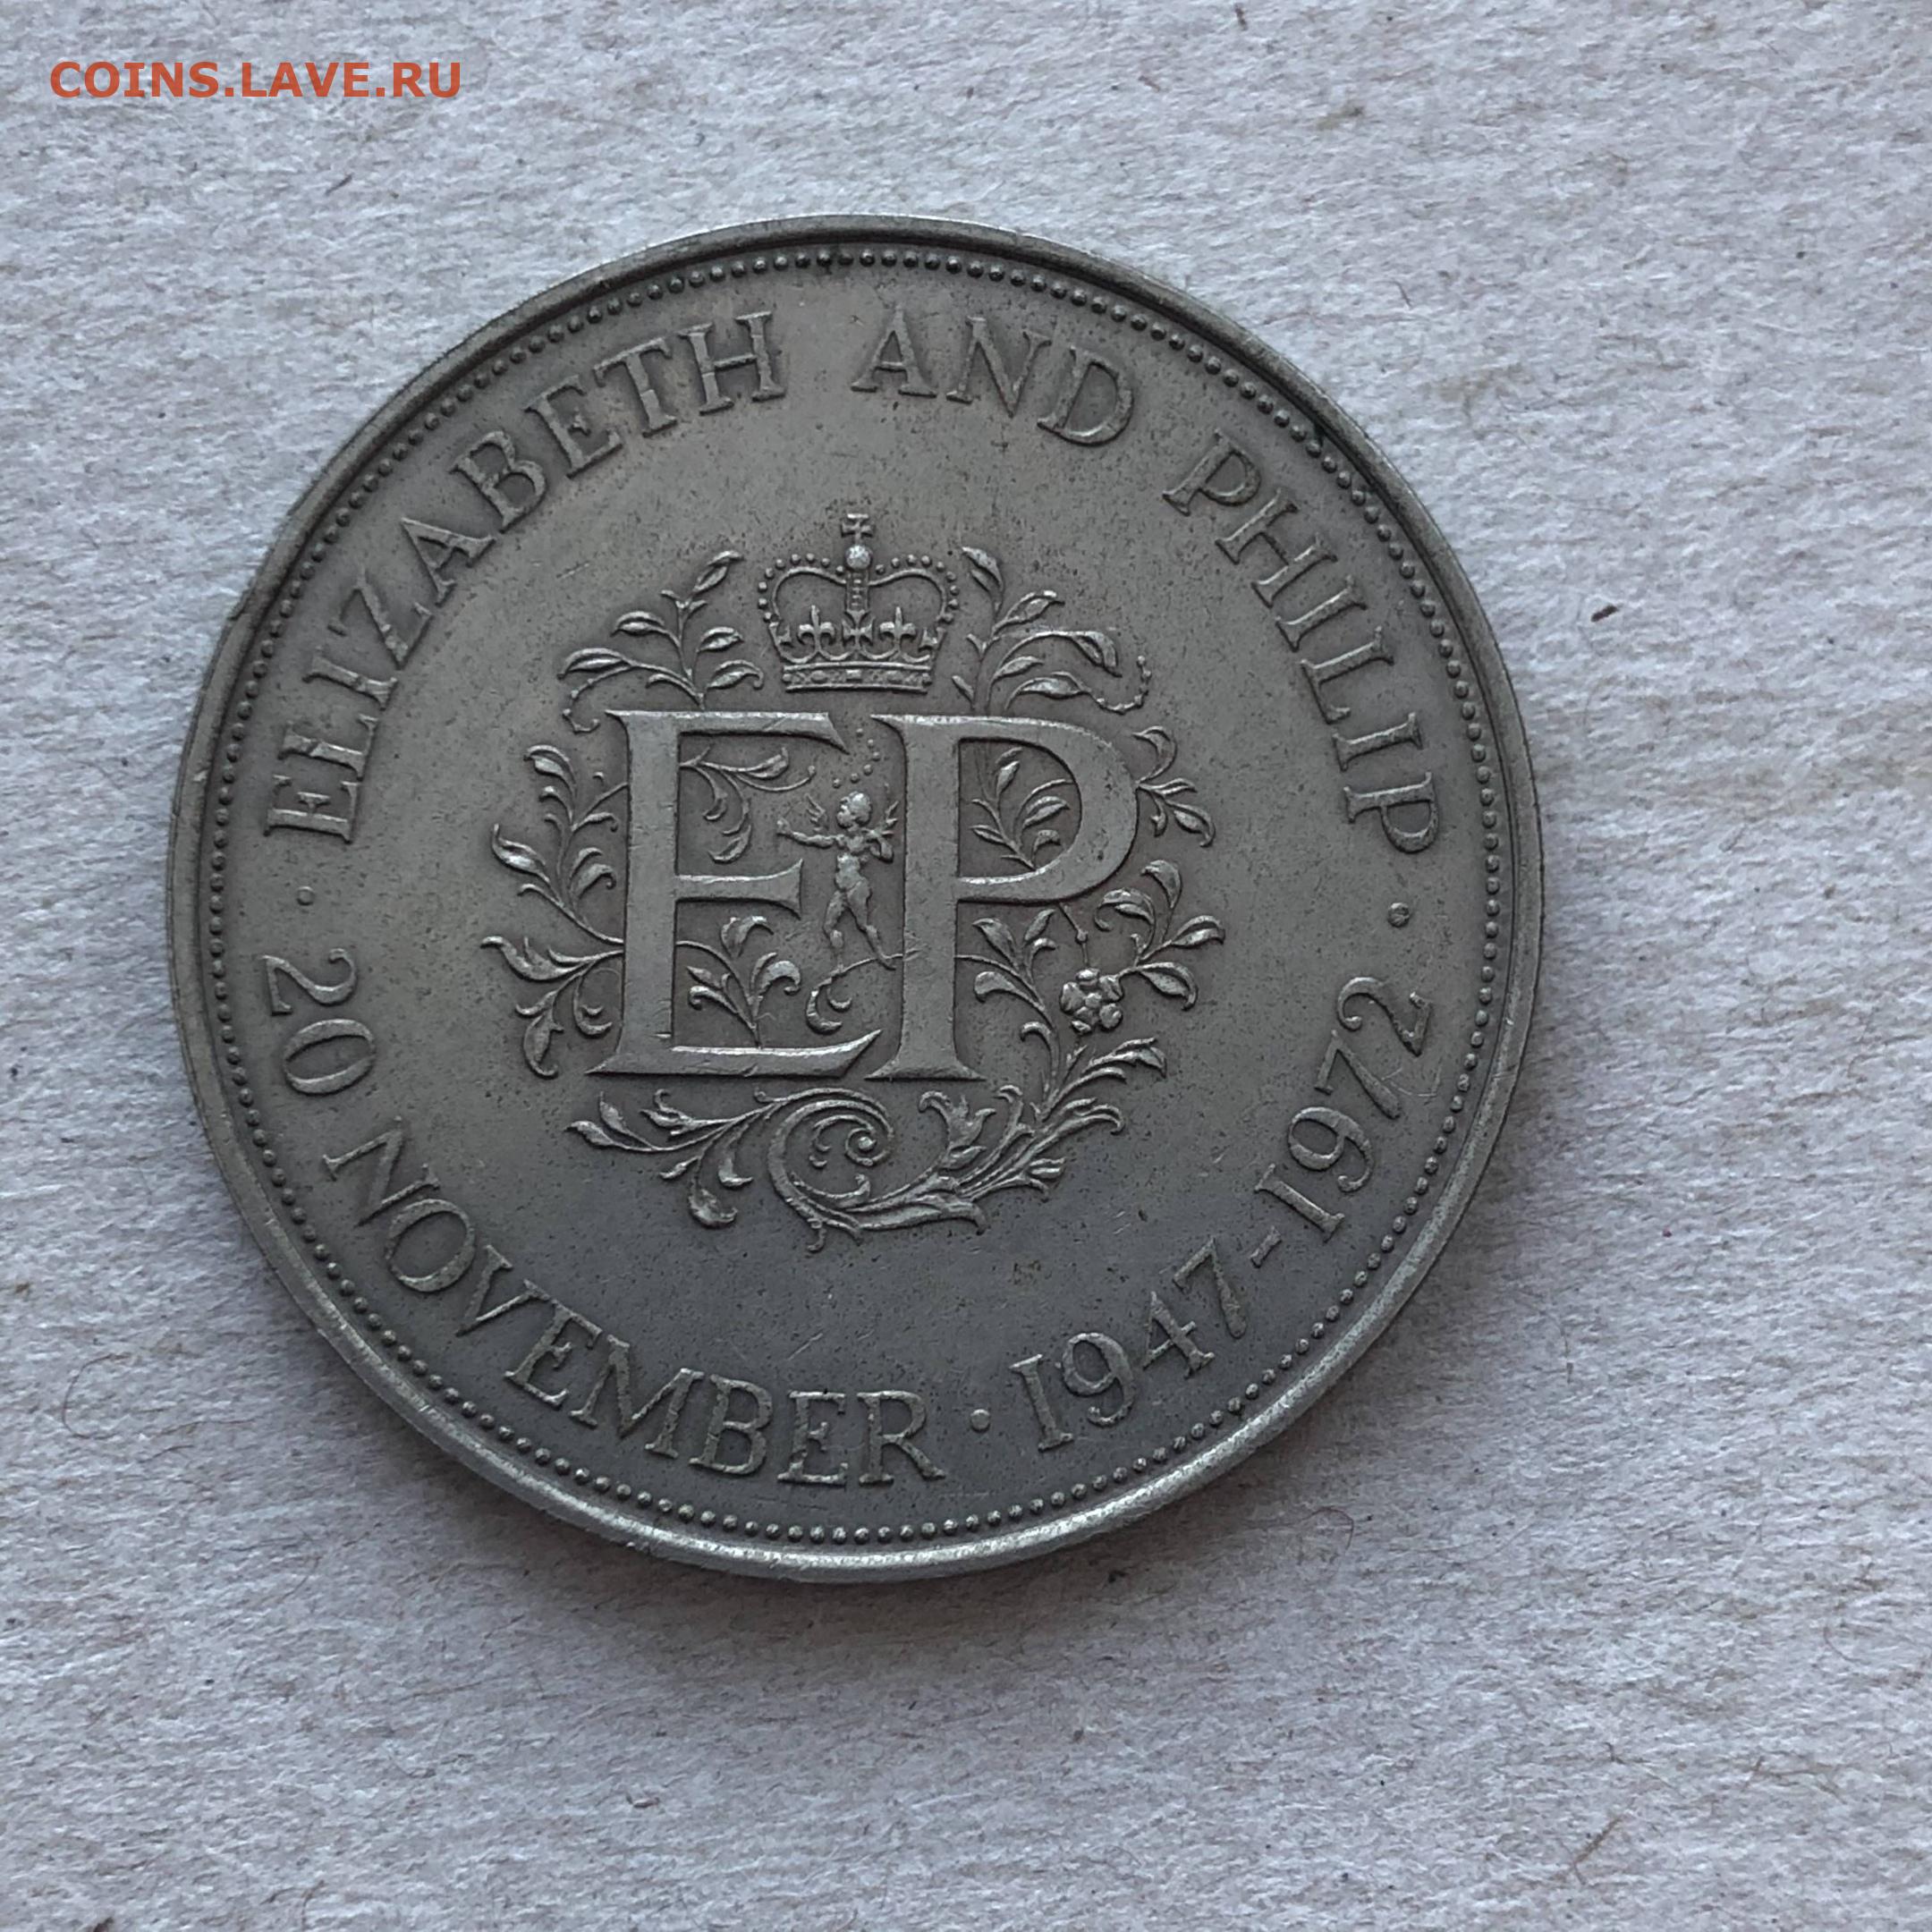 COINS.LAVE.RU
· ELIZABETH AND PHILIP ·
20 NOVEMBER · 1947-1972
EP